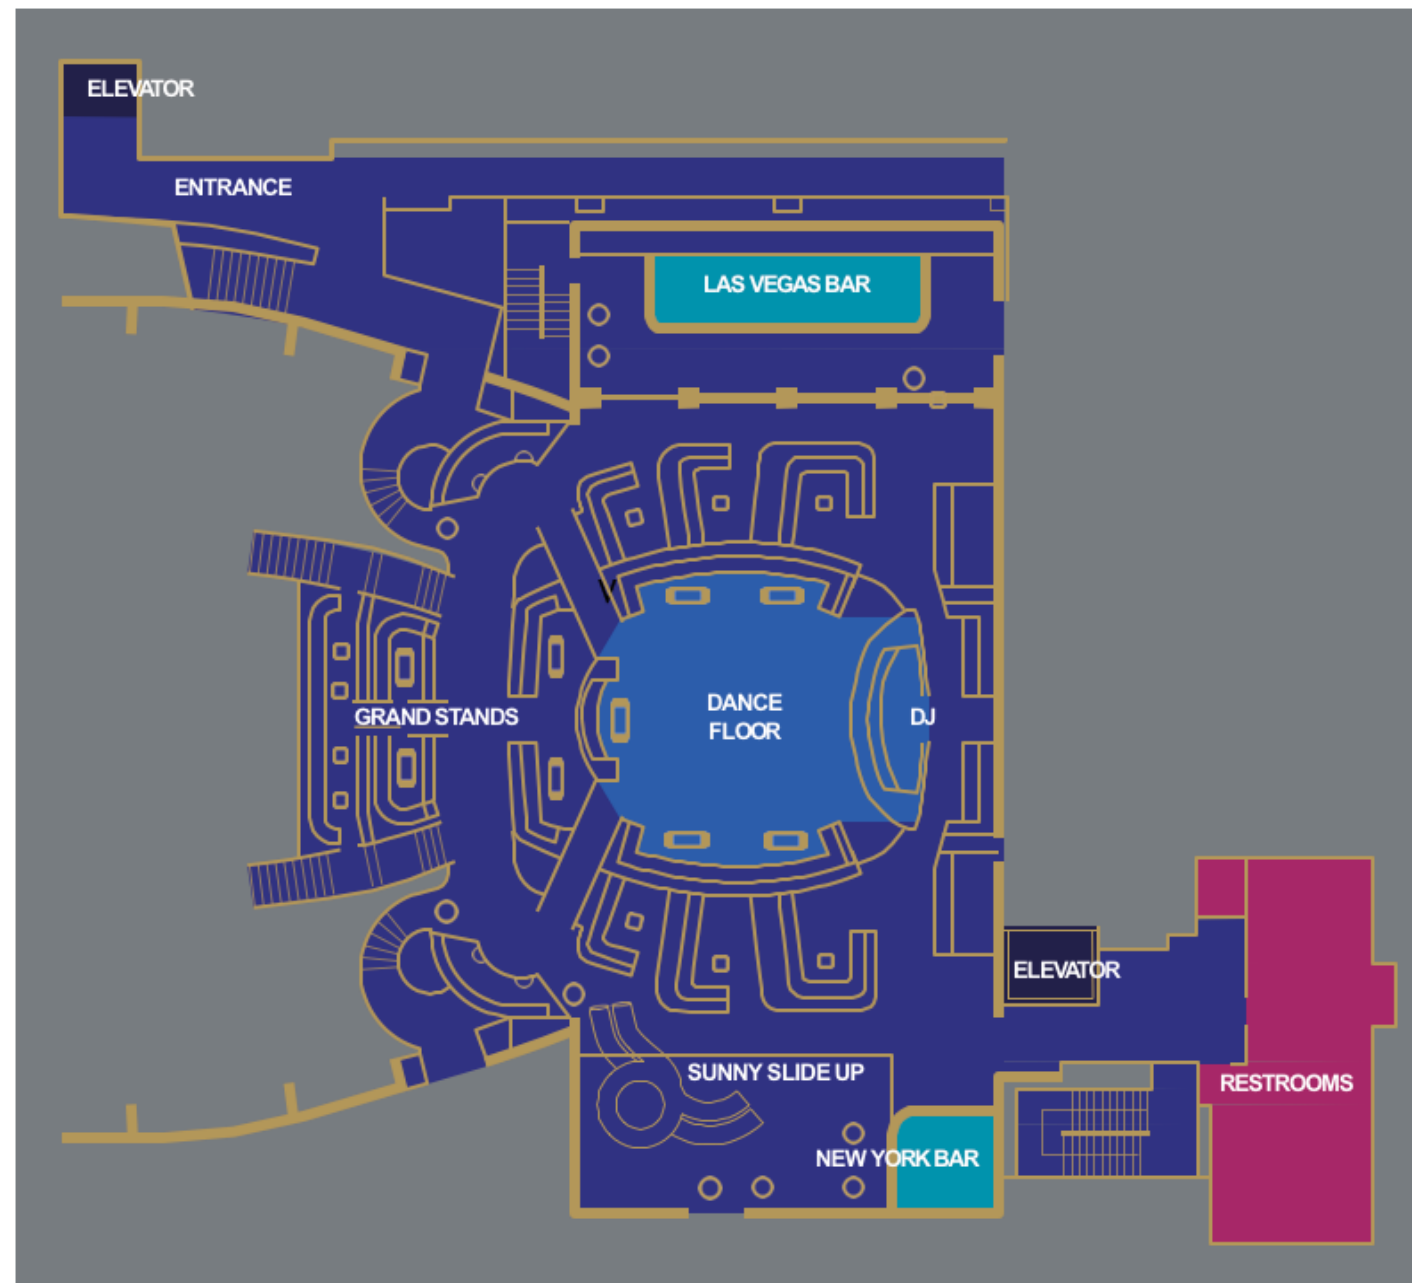 ELEVATOR
ENTRANCE
LAS VEGAS BAR
DANCE
FLOOR
GRAND STANDS
DJ
ELEVATOR
SUNNY SLIDE UP
RESTROOMS
NEW YORK BAR